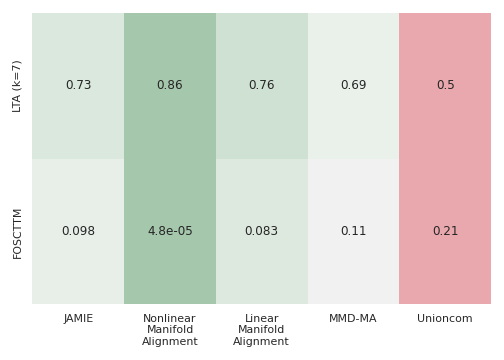 LTA (k=7)
0.73 0.86 0.76 0.69 0.5
FOSCTTM
0.098 4.8e-05 0.083 0.11 0.21
JAMIE
Nonlinear
Manifold
Alignment
Linear
Manifold
Alignment
MMD-MA
Unioncom